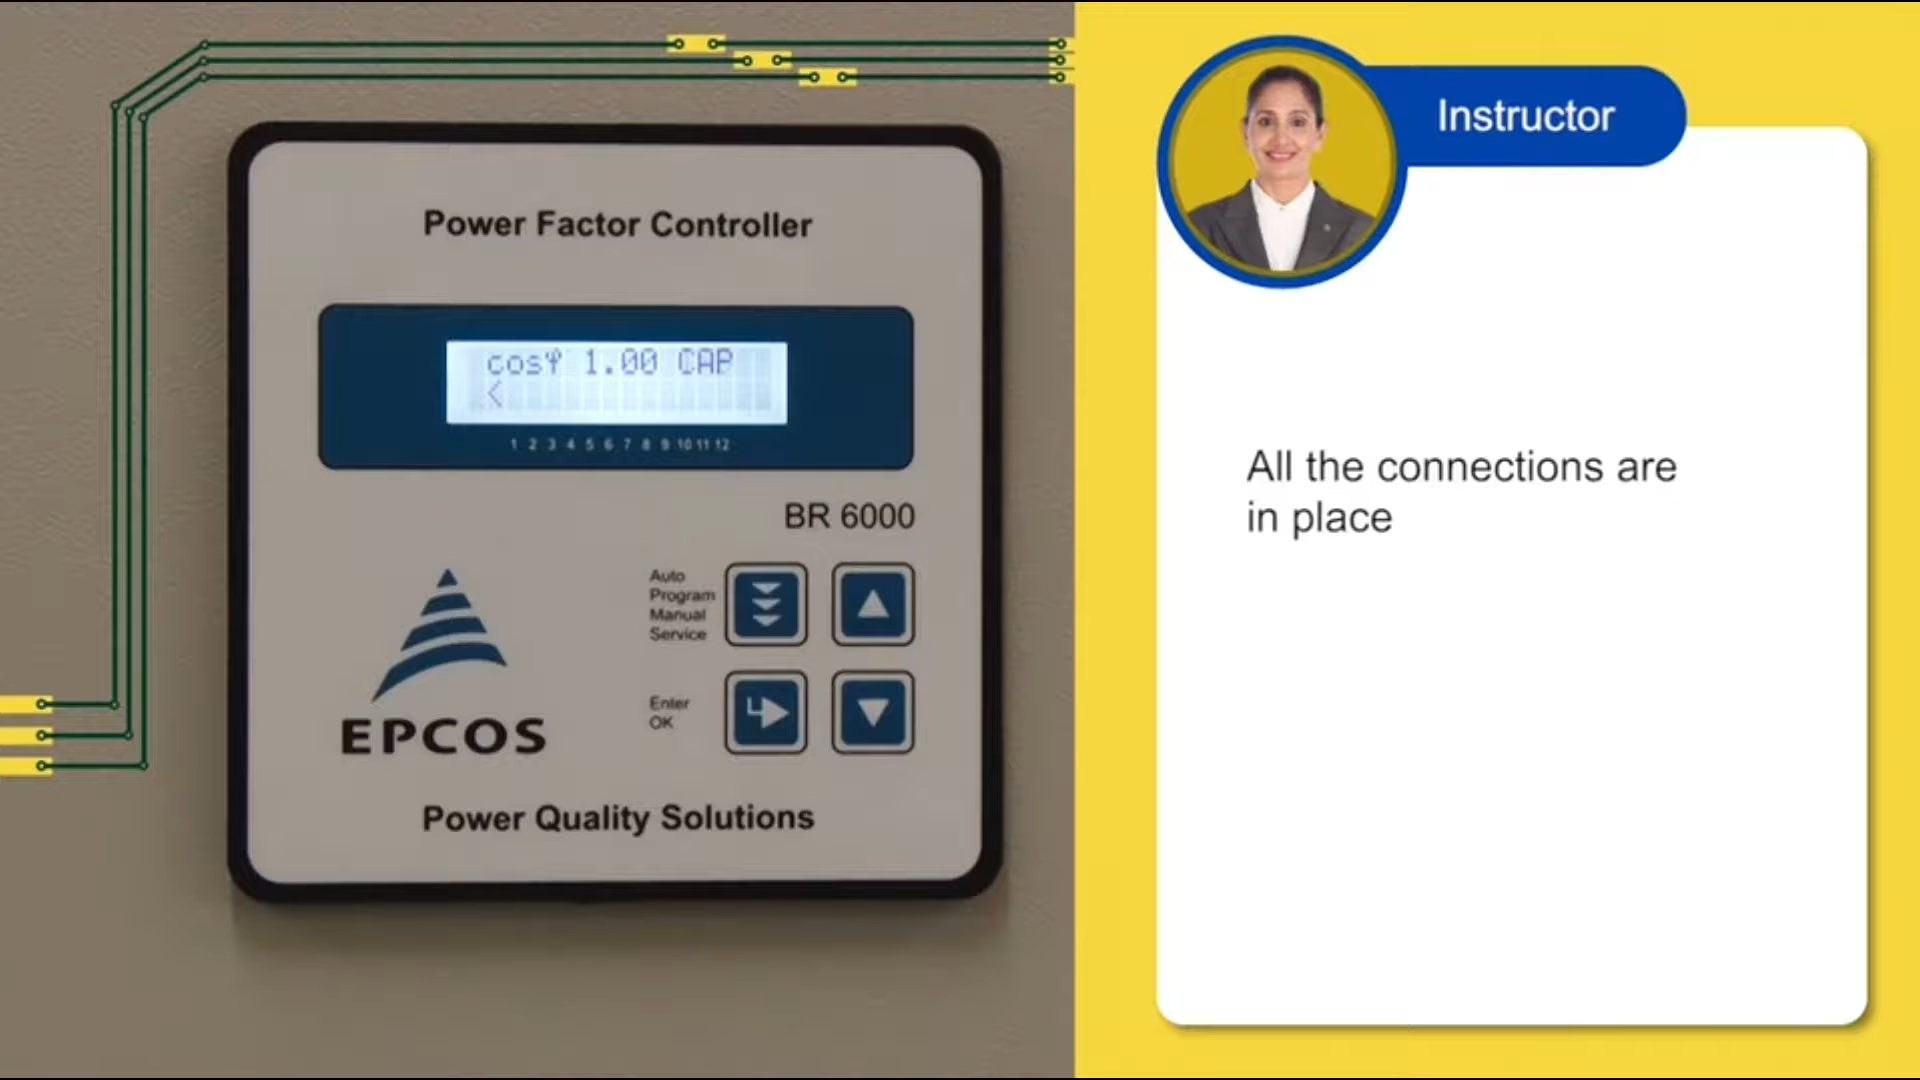 Power Factor Controller
cosφ 1.00 CAP
<
1 2 3 4 5 6 7 8 9 10 11 12
BR 6000
Auto
Program
Manual
Service
Enter
OK
EPCOS
Power Quality Solutions
Instructor
All the connections are
in place